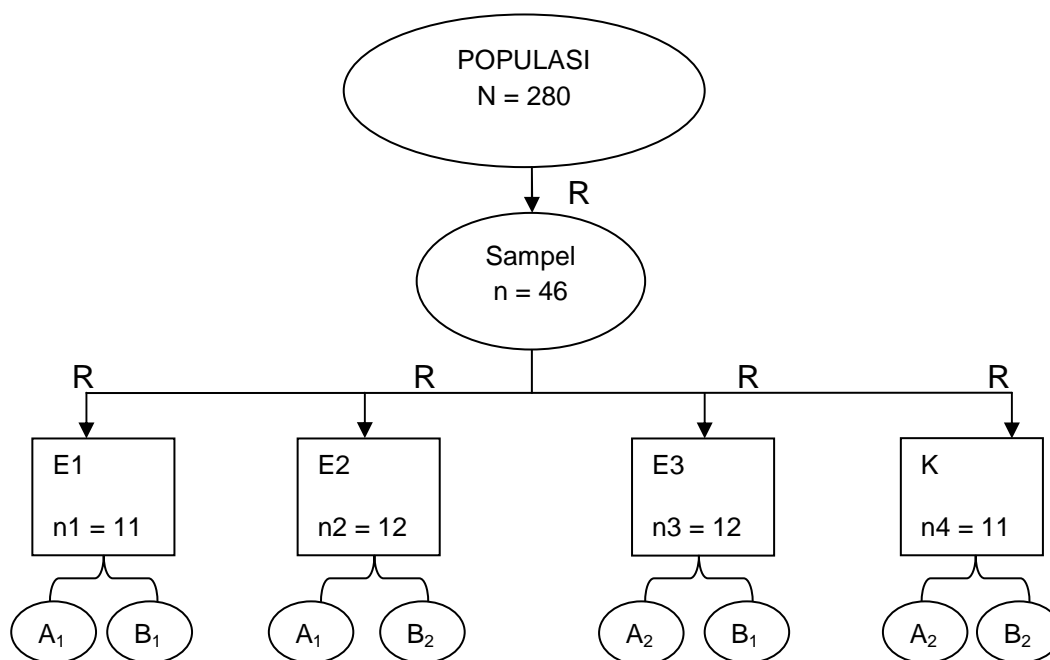 POPULASI
N = 280
R
Sampel
n = 46
R R R R
E1 E2 E3 K
n1 = 11 n2 = 12 n3 = 12 n4 = 11
A₁ B₁ A₁ B₂ A₂ B₁ A₂ B₂